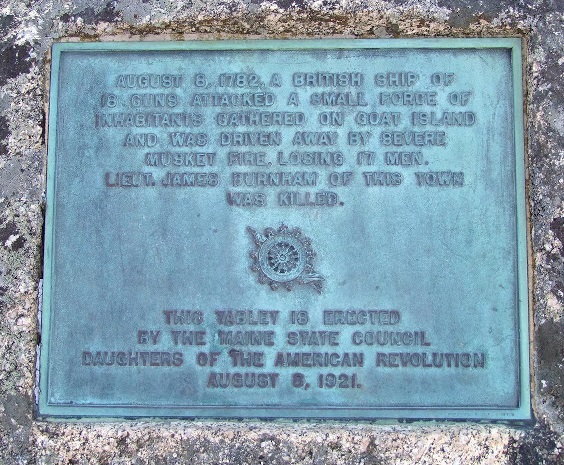 AUGUST 8, 1782, A BRITISH SHIP OF
18 GUNS ATTACKED A SMALL FORCE OF
INHABITANTS GATHERED ON GOAT ISLAND
AND WAS DRIVEN AWAY BY SEVERE
MUSKET FIRE, LOSING 17 MEN.
LIEUT. JAMES BURNHAM OF THIS TOWN
WAS KILLED.
THIS TABLET IS ERECTED
BY THE MAINE STATE COUNCIL
DAUGHTERS OF THE AMERICAN REVOLUTION
AUGUST 8, 1921.